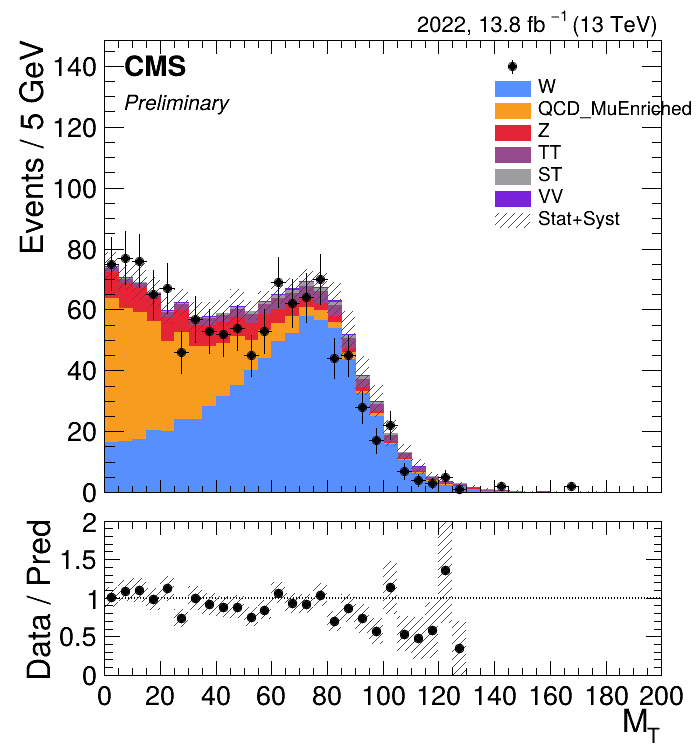 2022, 13.8 fb⁻¹ (13 TeV)
CMS
Preliminary
W
QCD_MuEnriched
Z
TT
ST
VV
Stat+Syst
Events / 5 GeV
140
120
100
80
60
40
20
0
Data / Pred
2
1.5
1
0.5
0
0 20 40 60 80 100 120 140 160 180 200
M_T